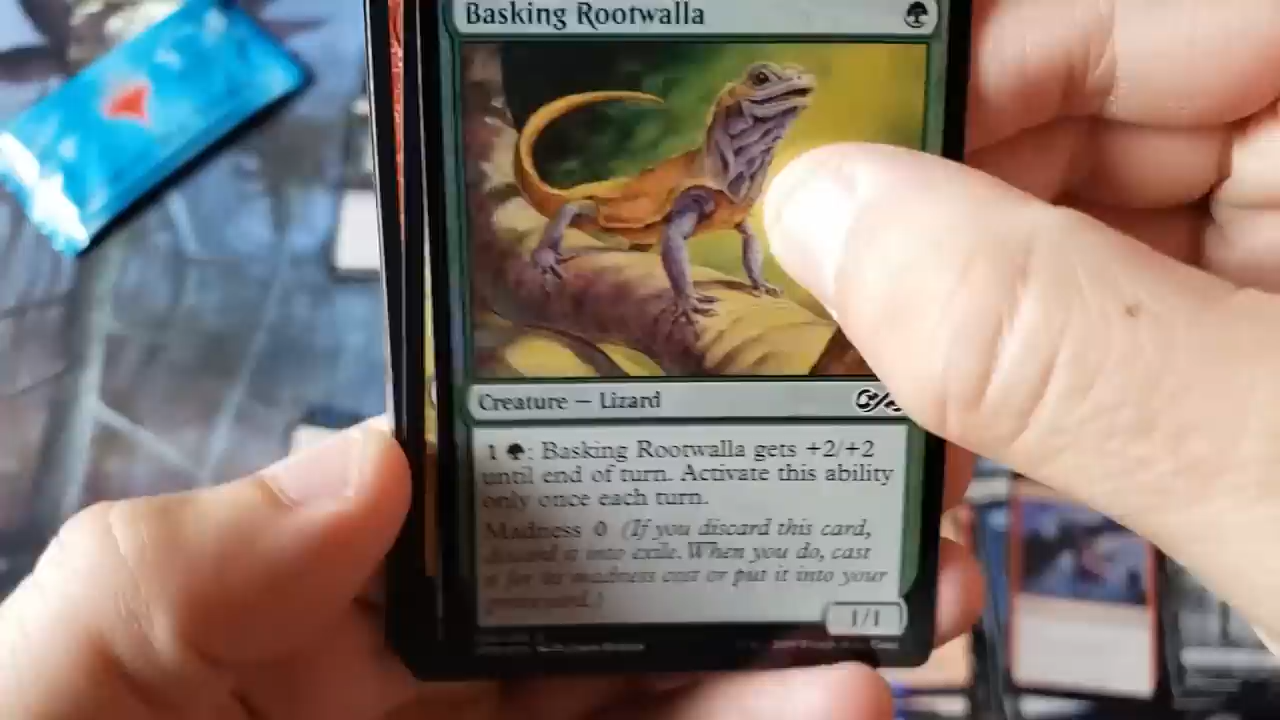 Basking Rootwalla
Creature — Lizard
1 : Basking Rootwalla gets +2/+2
until end of turn. Activate this ability
only once each turn.
Madness 0 (If you discard this card,
discard it into exile. When you do, cast
it for its madness cost or put it into your
graveyard.)
1/1